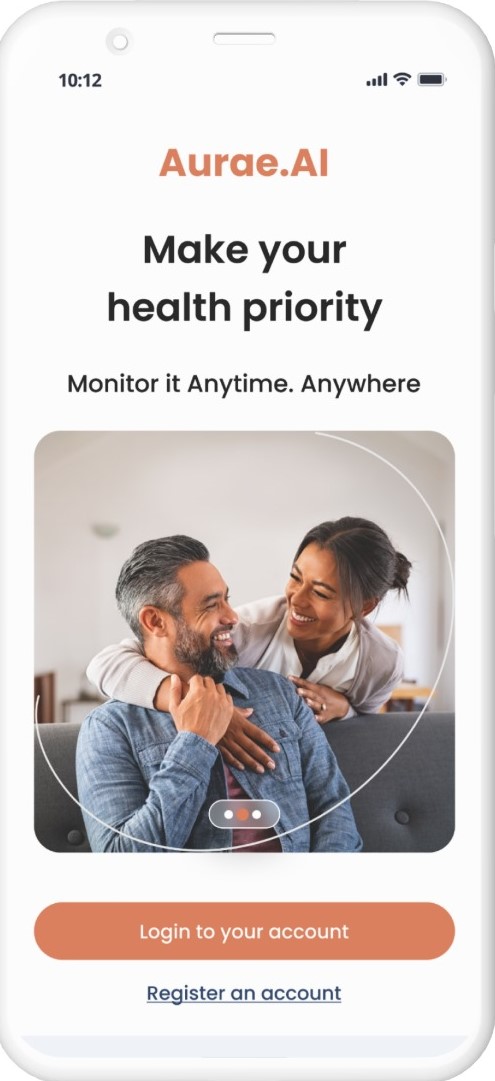 10:12
Aurae.AI
Make your
health priority
Monitor it Anytime. Anywhere
Login to your account
Register an account